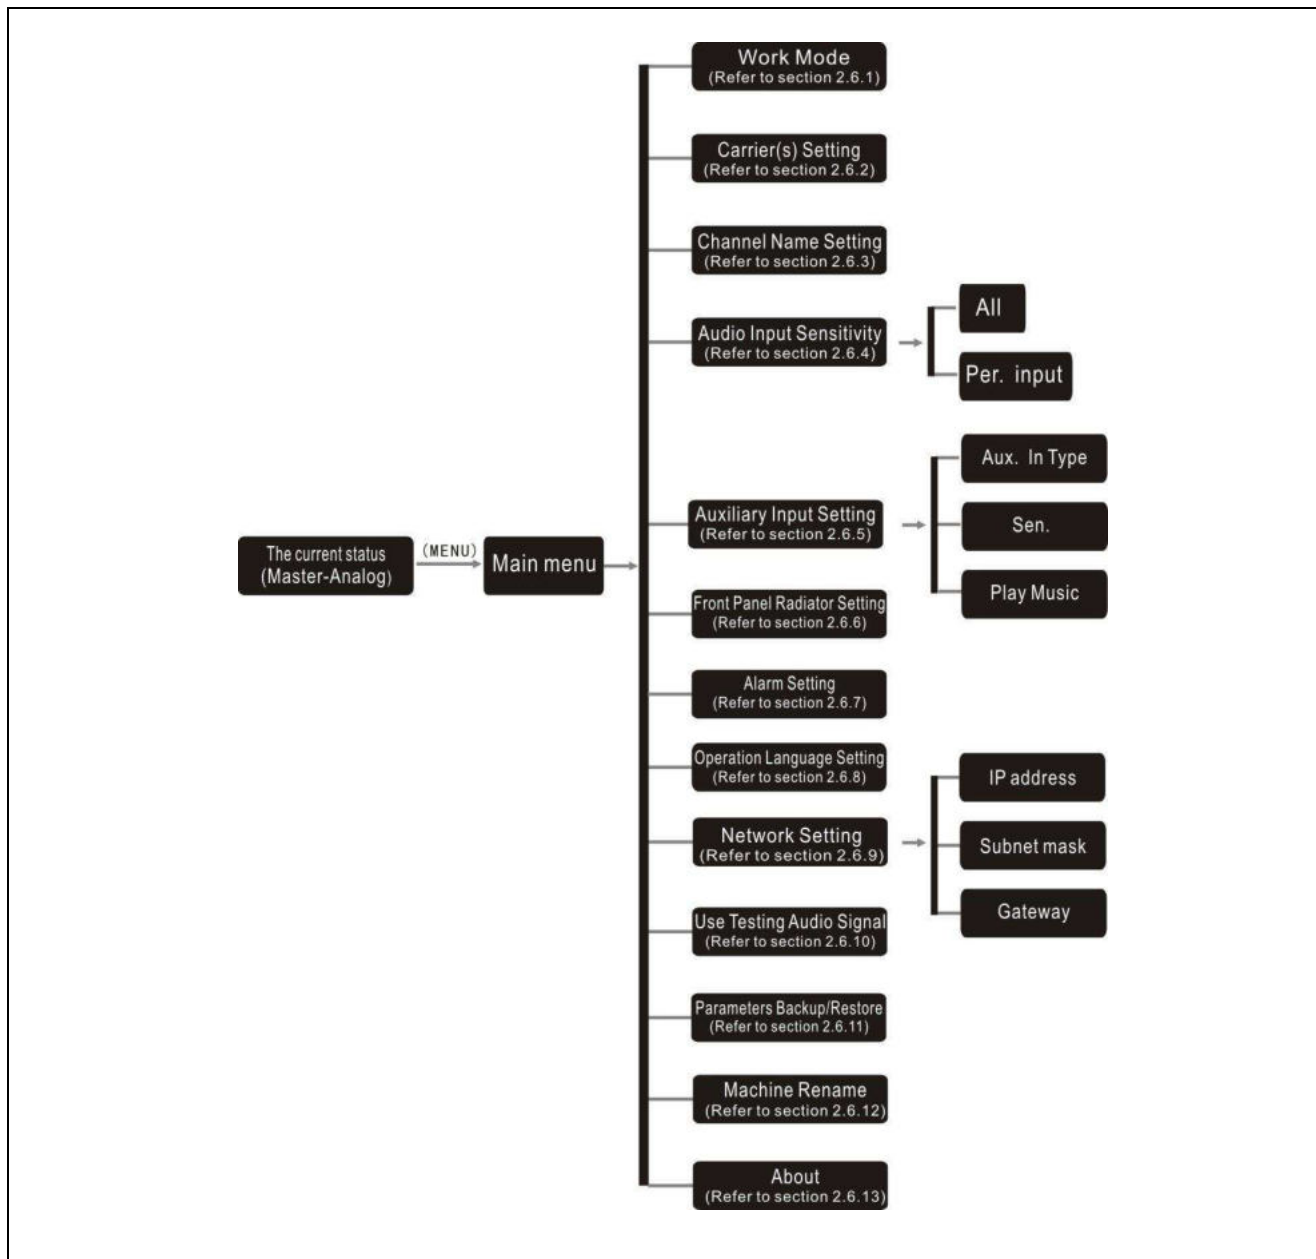 The current status
(Master-Analog)
(MENU)
Main menu
Work Mode
(Refer to section 2.6.1)
Carrier(s) Setting
(Refer to section 2.6.2)
Channel Name Setting
(Refer to section 2.6.3)
Audio Input Sensitivity
(Refer to section 2.6.4)
All
Per. input
Auxiliary Input Setting
(Refer to section 2.6.5)
Aux. In Type
Sen.
Play Music
Front Panel Radiator Setting
(Refer to section 2.6.6)
Alarm Setting
(Refer to section 2.6.7)
Operation Language Setting
(Refer to section 2.6.8)
Network Setting
(Refer to section 2.6.9)
IP address
Subnet mask
Gateway
Use Testing Audio Signal
(Refer to section 2.6.10)
Parameters Backup/Restore
(Refer to section 2.6.11)
Machine Rename
(Refer to section 2.6.12)
About
(Refer to section 2.6.13)